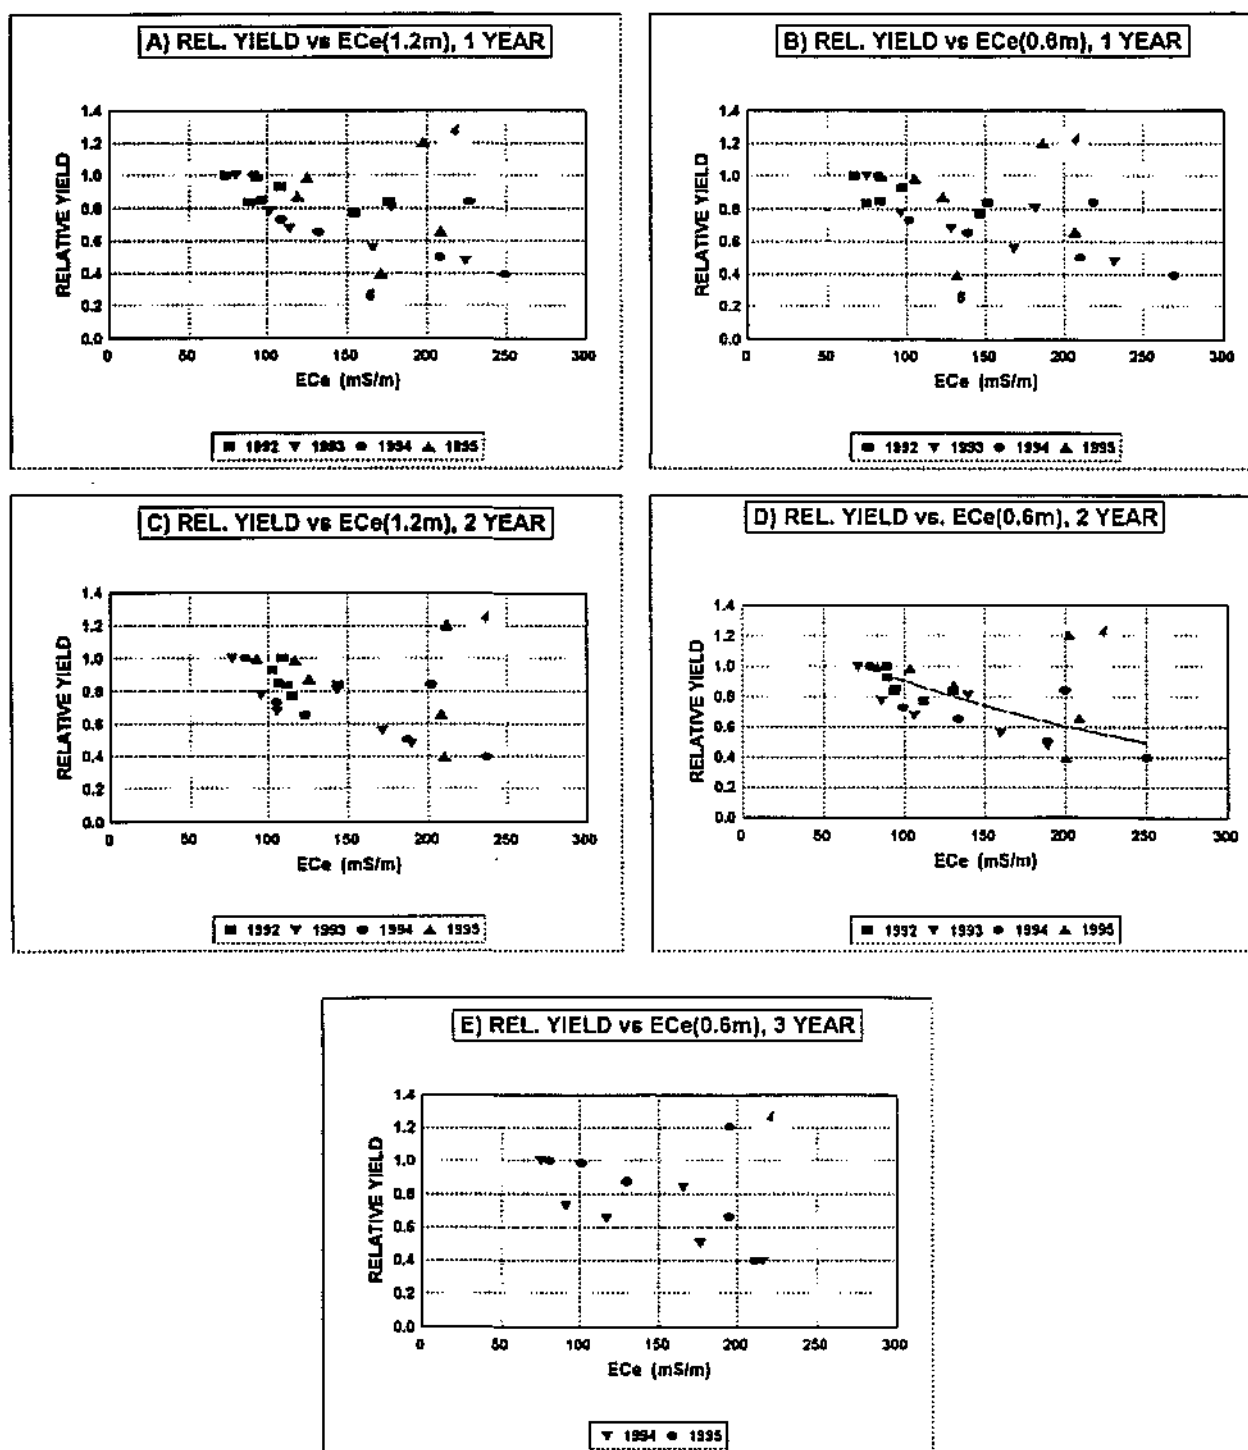 A) REL. YIELD vs ECe(1.2m), 1 YEAR
RELATIVE YIELD
1.4
1.2
1.0
0.8
0.6
0.4
0.2
0.0
0 50 100 150 200 250 300
ECe (mS/m)
4
6
1992 1993 1994 1995
B) REL. YIELD vs ECe(0.6m), 1 YEAR
RELATIVE YIELD
1.4
1.2
1.0
0.8
0.6
0.4
0.2
0.0
0 50 100 150 200 250 300
ECe (mS/m)
4
6
1992 1993 1994 1995
C) REL. YIELD vs ECe(1.2m), 2 YEAR
RELATIVE YIELD
1.4
1.2
1.0
0.8
0.6
0.4
0.2
0.0
0 50 100 150 200 250 300
ECe (mS/m)
4
1992 1993 1994 1995
D) REL. YIELD vs. ECe(0.6m), 2 YEAR
RELATIVE YIELD
1.4
1.2
1.0
0.8
0.6
0.4
0.2
0.0
0 50 100 150 200 250 300
ECe (mS/m)
4
1992 1993 1994 1995
E) REL. YIELD vs ECe(0.6m), 3 YEAR
RELATIVE YIELD
1.4
1.2
1.0
0.8
0.6
0.4
0.2
0.0
0 50 100 150 200 250 300
ECe (mS/m)
4
1994 1995